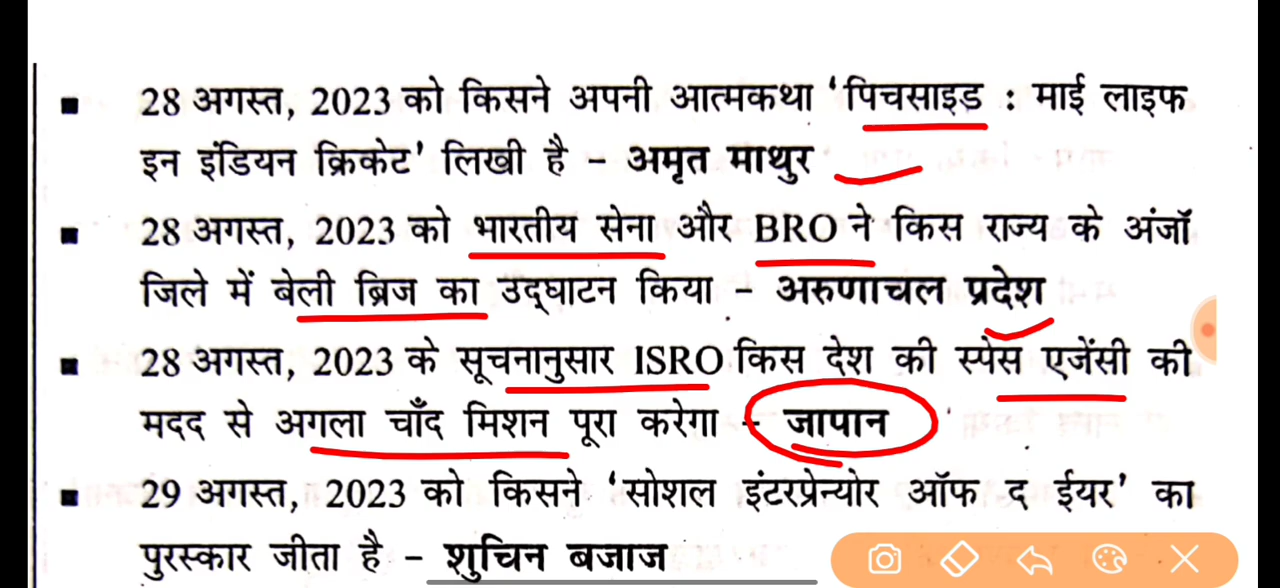 ▪ 28 अगस्त, 2023 को किसने अपनी आत्मकथा ‘पिचसाइड : माई लाइफ
इन इंडियन क्रिकेट’ लिखी है – अमृत माथुर
▪ 28 अगस्त, 2023 को भारतीय सेना और BRO ने किस राज्य के अंजॉ
जिले में बेली ब्रिज का उद्घाटन किया – अरुणाचल प्रदेश
▪ 28 अगस्त, 2023 के सूचनानुसार ISRO किस देश की स्पेस एजेंसी की
मदद से अगला चाँद मिशन पूरा करेगा – जापान
▪ 29 अगस्त, 2023 को किसने ‘सोशल इंटरप्रेन्योर ऑफ द ईयर’ का
पुरस्कार जीता है – शुचिन बजाज